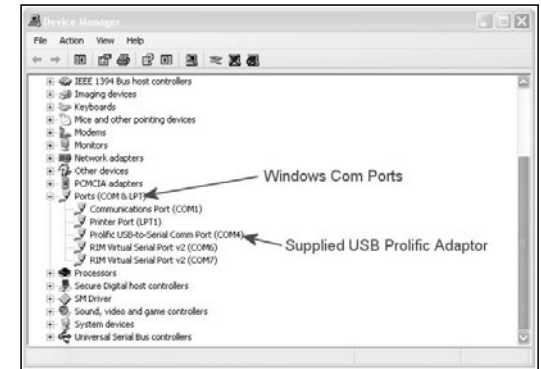 Device Manager
File Action View Help
IEEE 1394 Bus host controllers
Imaging devices
Keyboards
Mice and other pointing devices
Modems
Monitors
Network adapters
Other devices
PCMCIA adapters
Ports (COM & LPT)
Communications Port (COM1)
Printer Port (LPT1)
Prolific USB-to-Serial Comm Port (COM4)
RIM Virtual Serial Port v2 (COM6)
RIM Virtual Serial Port v2 (COM7)
Processors
Secure Digital host controllers
SM Driver
Sound, video and game controllers
System devices
Universal Serial Bus controllers
Windows Com Ports
Supplied USB Prolific Adaptor